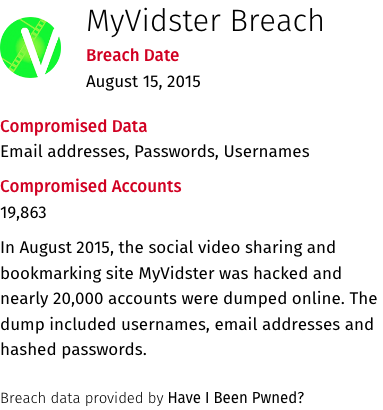 MyVidster Breach
Breach Date
August 15, 2015
Compromised Data
Email addresses, Passwords, Usernames
Compromised Accounts
19,863
In August 2015, the social video sharing and
bookmarking site MyVidster was hacked and
nearly 20,000 accounts were dumped online. The
dump included usernames, email addresses and
hashed passwords.
Breach data provided by Have I Been Pwned?